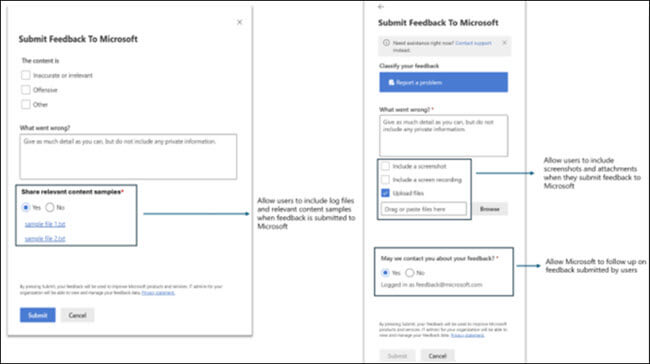 Submit Feedback To Microsoft
The content is
Inaccurate or irrelevant
Offensive
Other
What went wrong?
Give as much detail as you can, but do not include any private information.
Share relevant content samples*
Yes
No
sample file 1.txt
sample file 2.txt
By pressing Submit, your feedback will be used to improve Microsoft products and services. IT admins for your
organization will be able to view and manage your feedback data. Privacy statement.
Submit
Cancel
Allow users to include log files
and relevant content samples
when feedback is submitted to
Microsoft
Submit Feedback To Microsoft
Need assistance right now? Contact support
instead.
Classify your feedback
Report a problem
What went wrong? *
Give as much detail as you can, but do not
include any private information.
Include a screenshot
Include a screen recording
Upload files
Drag or paste files here
Browse
May we contact you about your feedback? *
Yes
No
Logged in as feedback@microsoft.com
By pressing Submit, your feedback will be used to improve Microsoft
products and services. IT admins for your organization will be able to
view and manage your feedback data. Privacy statement.
Submit
Cancel
Allow users to include
screenshots and attachments
when they submit feedback to
Microsoft
Allow Microsoft to follow up on
feedback submitted by users